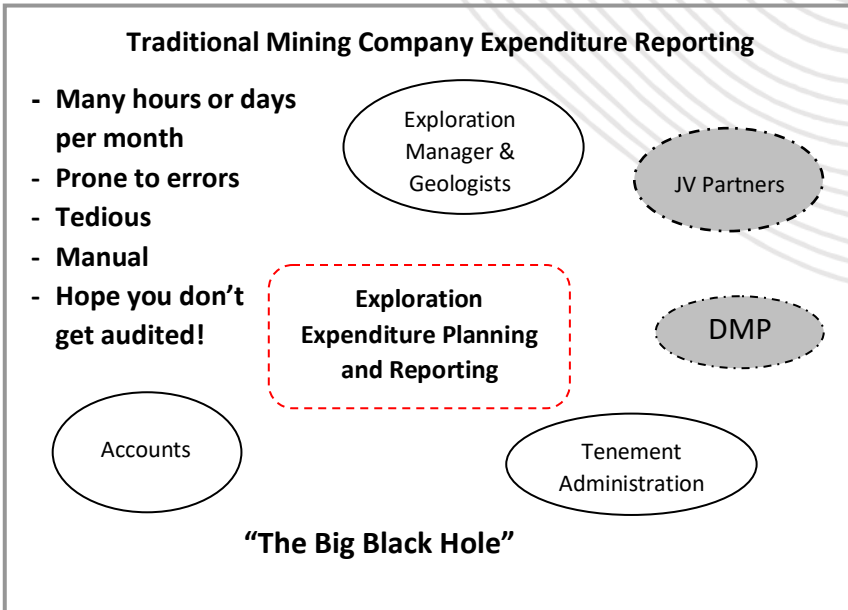 Traditional Mining Company Expenditure Reporting
- Many hours or days
per month
- Prone to errors
- Tedious
- Manual
- Hope you don’t
get audited!
Exploration
Manager &
Geologists
JV Partners
Exploration
Expenditure Planning
and Reporting
DMP
Accounts
Tenement
Administration
“The Big Black Hole”